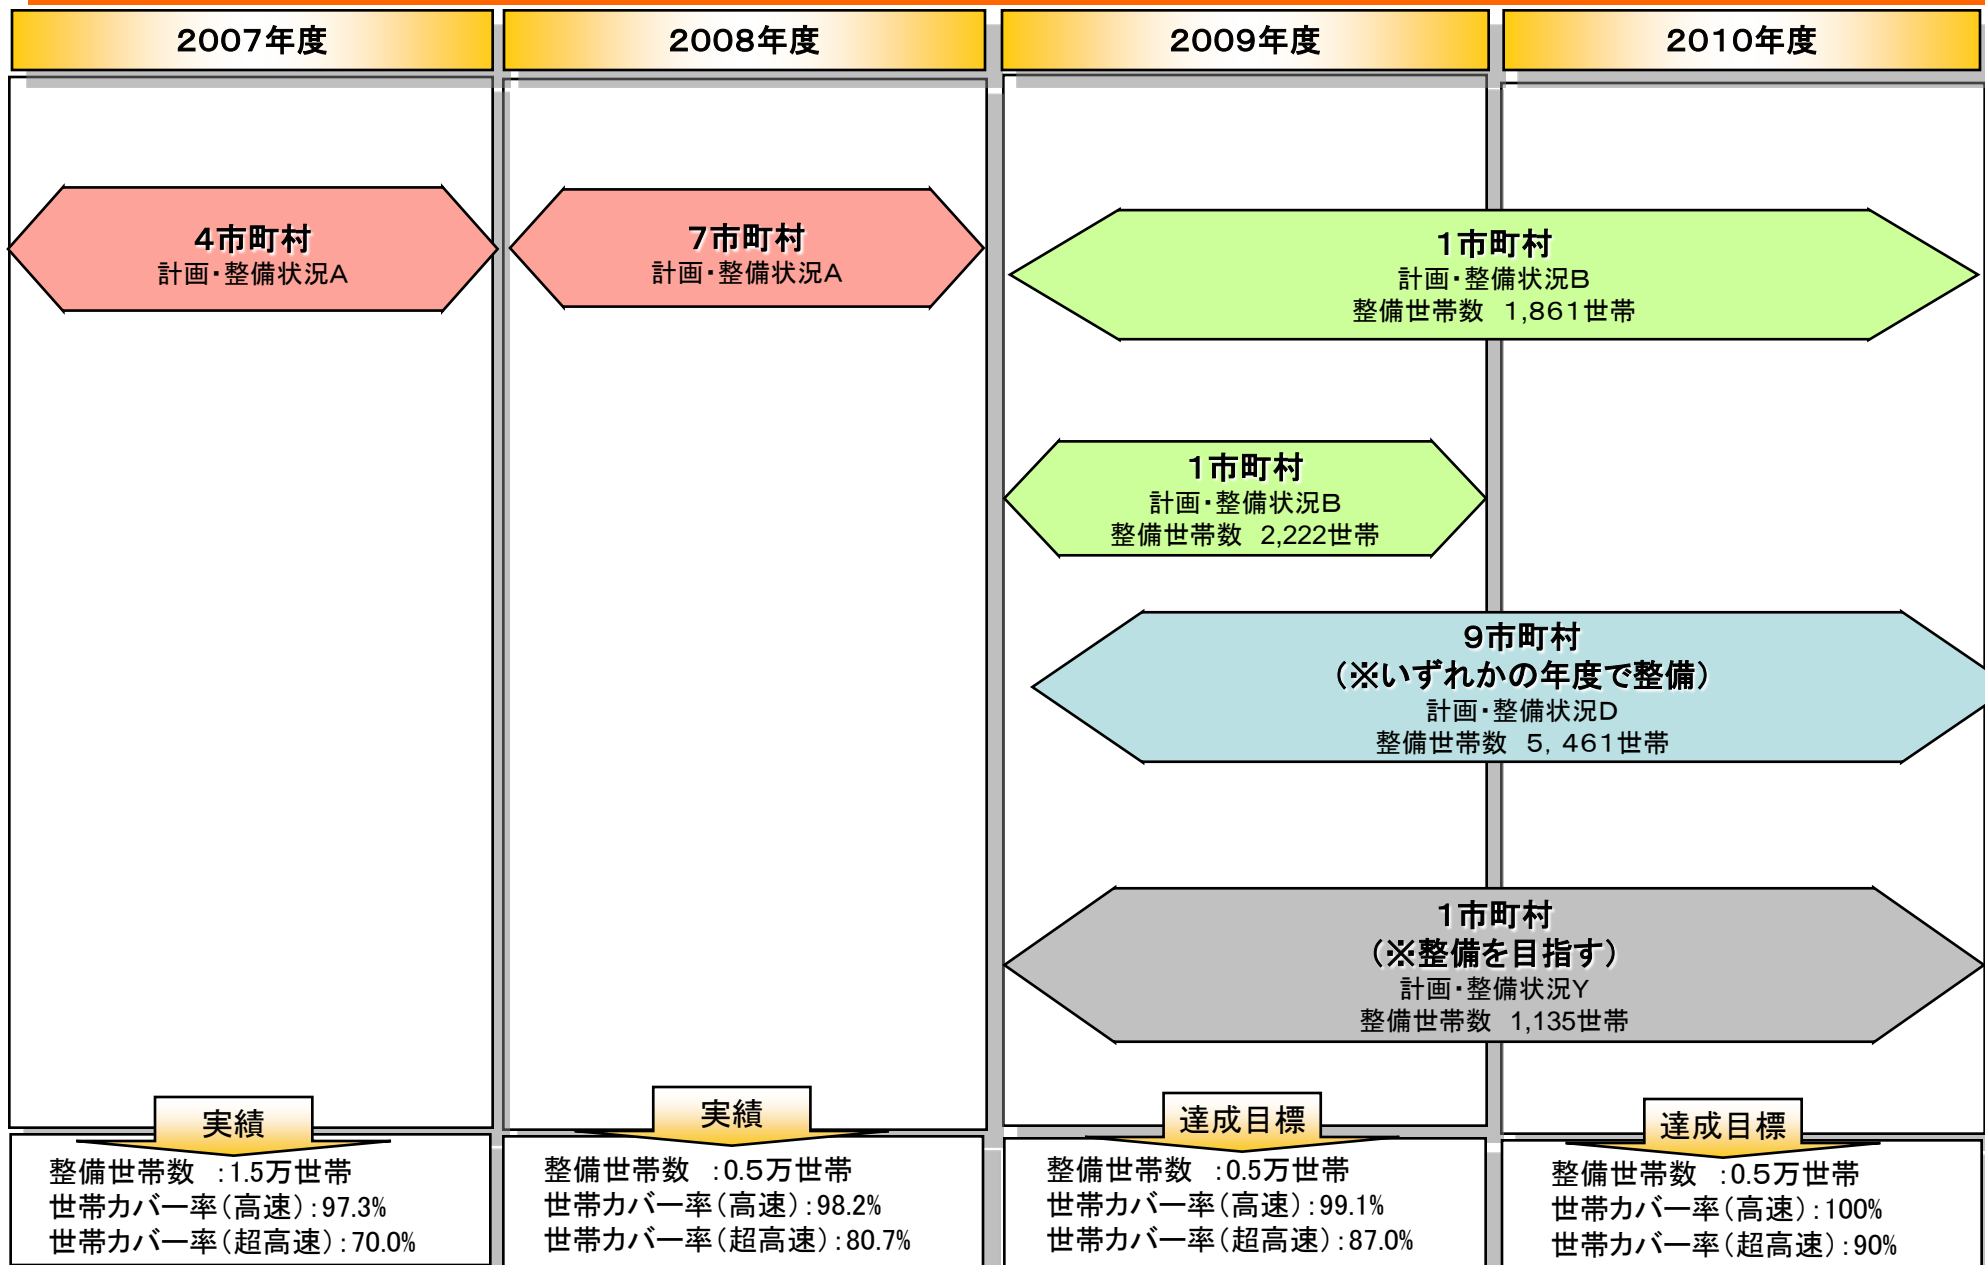 2007年度
2008年度
2009年度
2010年度
4市町村
計画・整備状況A
7市町村
計画・整備状況A
1市町村
計画・整備状況B
整備世帯数 1,861世帯
1市町村
計画・整備状況B
整備世帯数 2,222世帯
9市町村
（※いずれかの年度で整備）
計画・整備状況D
整備世帯数 5，461世帯
1市町村
（※整備を目指す）
計画・整備状況Y
整備世帯数 1,135世帯
実績
整備世帯数 ：1.5万世帯
世帯カバー率（高速）：97.3%
世帯カバー率（超高速）：70.0%
実績
整備世帯数 ：0.5万世帯
世帯カバー率（高速）：98.2%
世帯カバー率（超高速）：80.7%
達成目標
整備世帯数 ：0.5万世帯
世帯カバー率（高速）：99.1%
世帯カバー率（超高速）：87.0%
達成目標
整備世帯数 ：0.5万世帯
世帯カバー率（高速）：100%
世帯カバー率（超高速）：90%